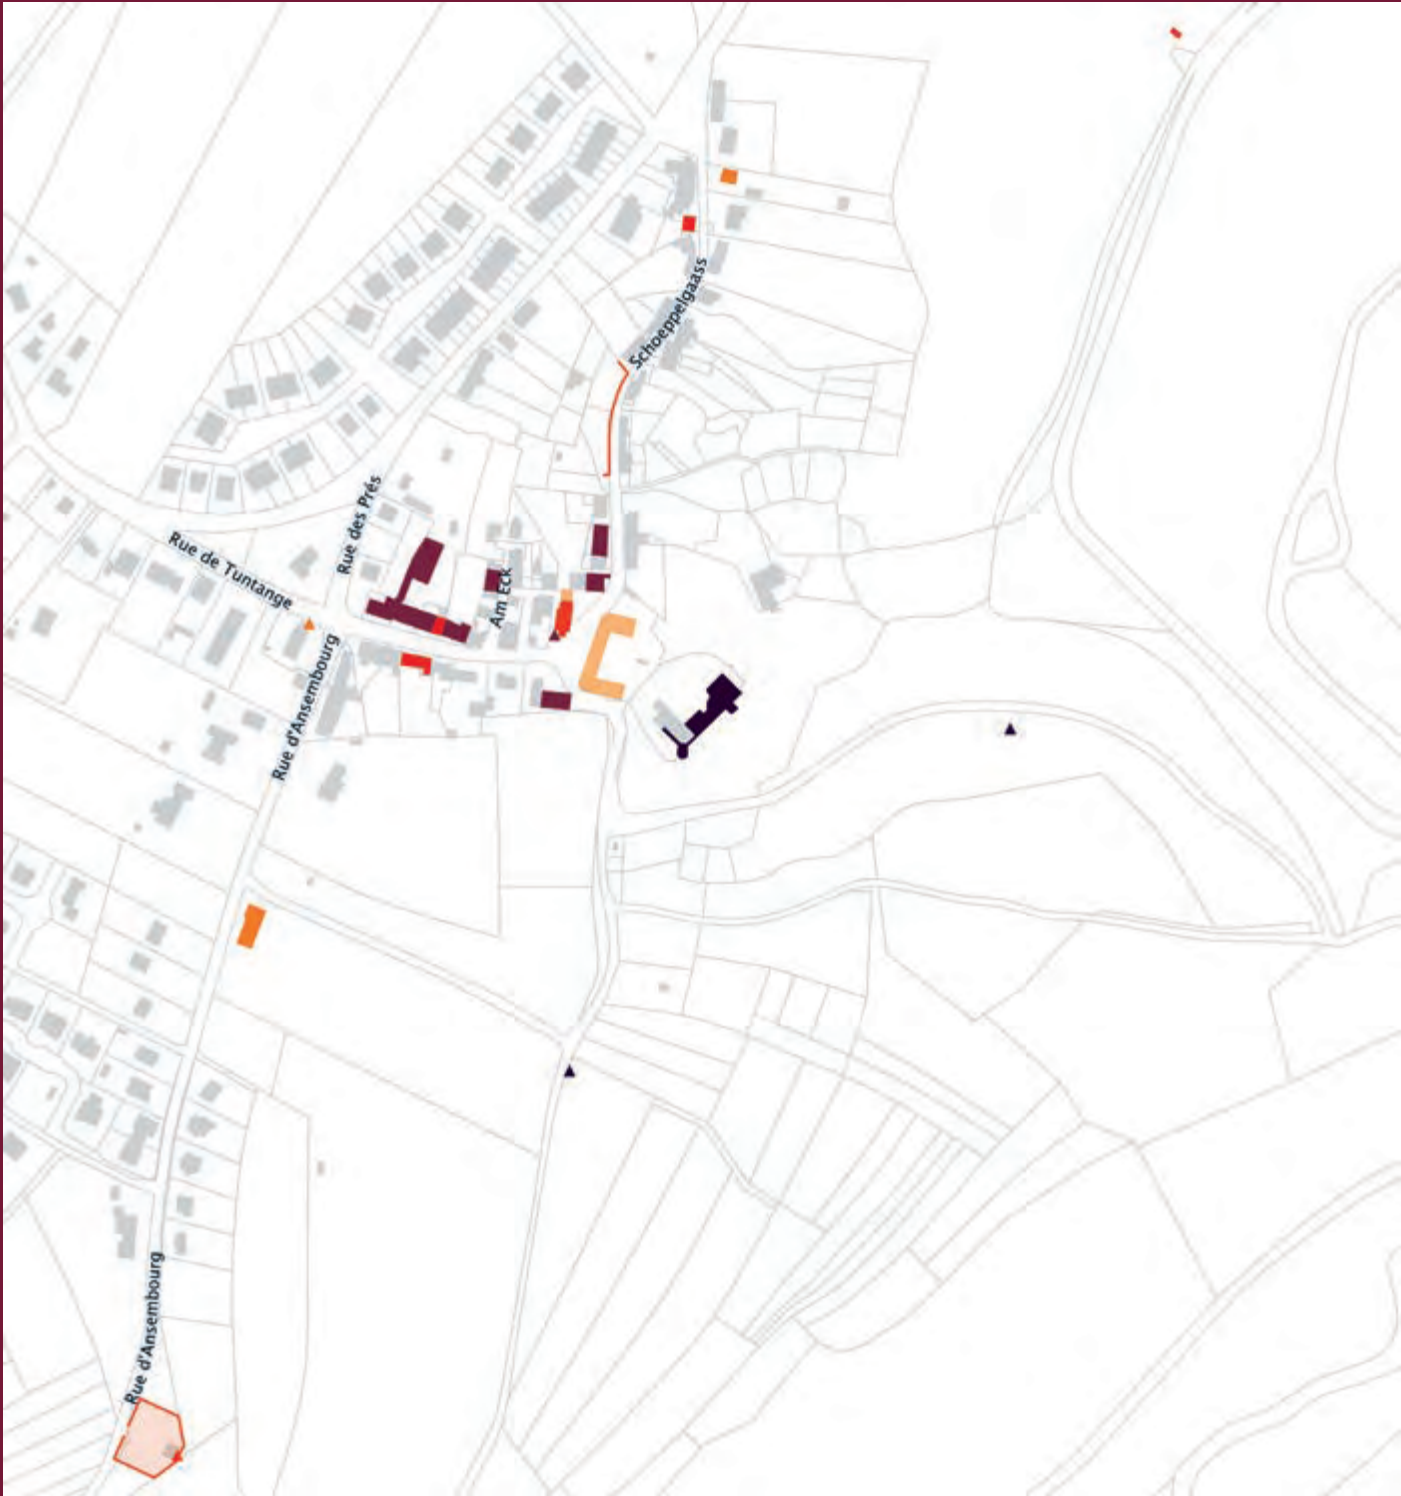 Schoeppelgaass
Rue des Prés
Rue de Tuntange
Am Eck
Rue d'Ansembourg
Rue d'Ansembourg